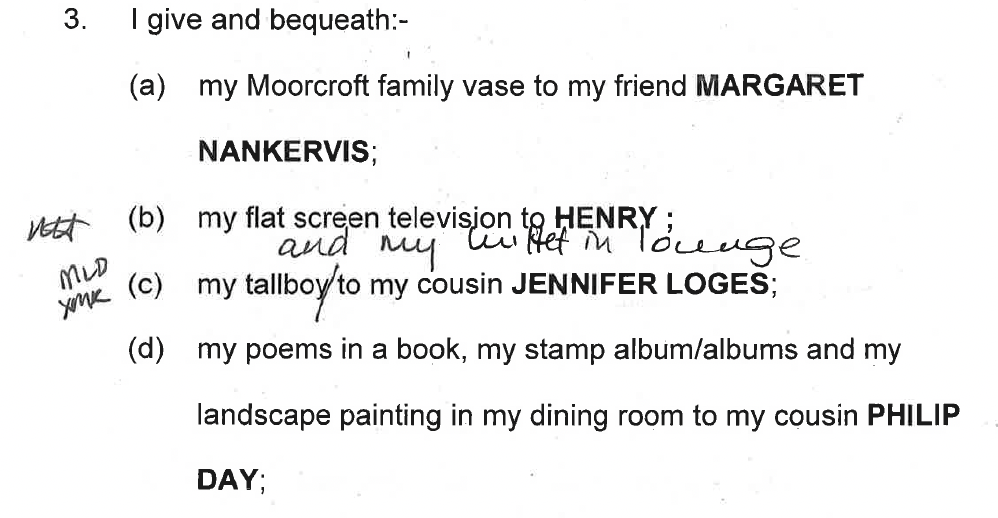 3. I give and bequeath:-
(a) my Moorcroft family vase to my friend MARGARET
NANKERVIS;
(b) my flat screen television to HENRY ;
and my buffet in lounge
MLD
(c) my tallboy/to my cousin JENNIFER LOGES;
YMK
(d) my poems in a book, my stamp album/albums and my
landscape painting in my dining room to my cousin PHILIP
DAY;